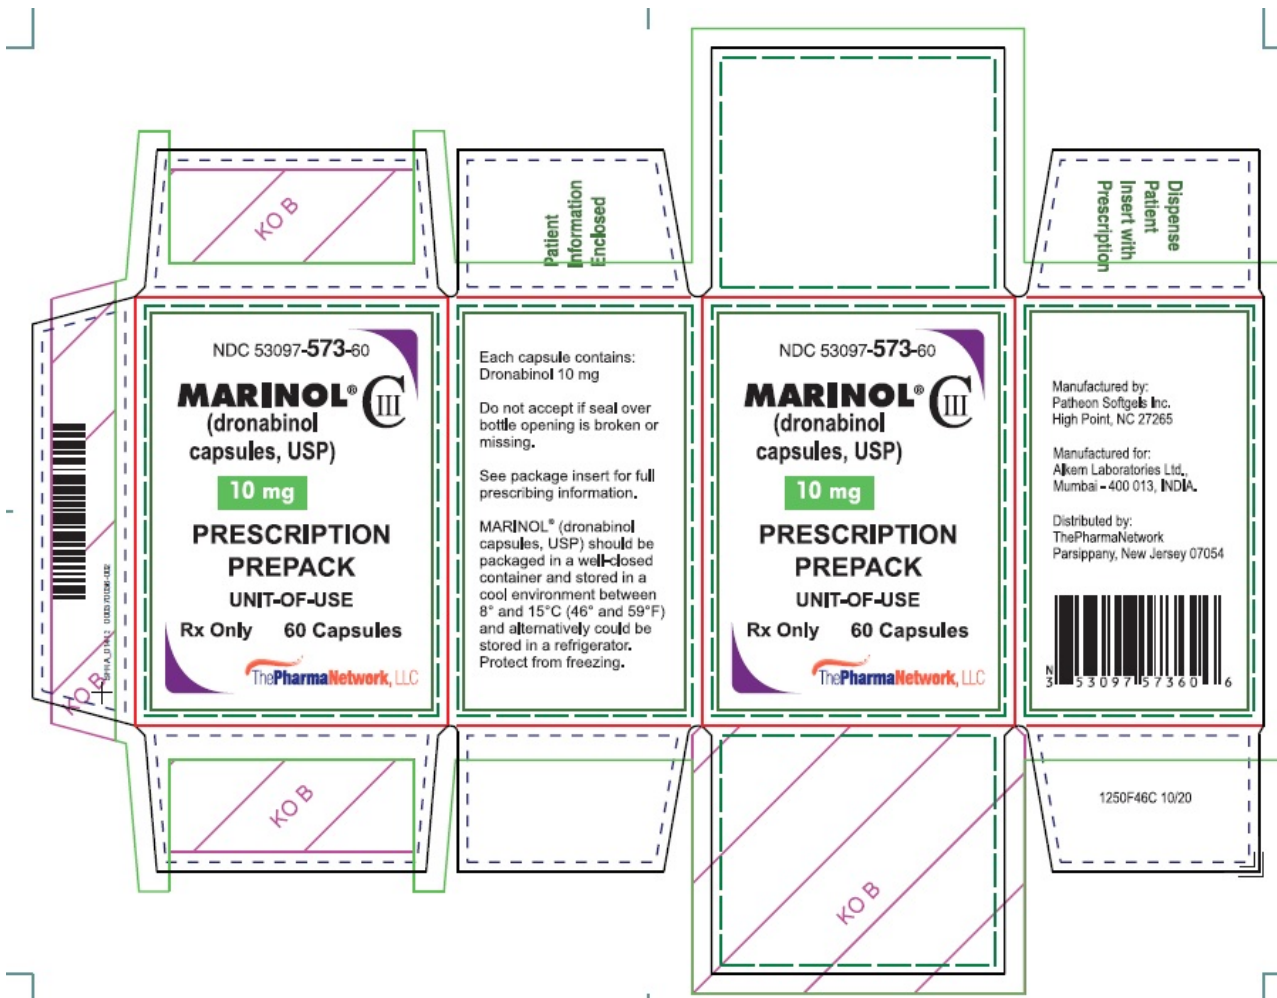 KO B
Patient
Information
Enclosed
Dispense
Patient
Insert with
Prescription
NDC 53097-573-60
MARINOL® CIII
(dronabinol
capsules, USP)
10 mg
PRESCRIPTION
PREPACK
UNIT-OF-USE
Rx Only 60 Capsules
ThePharmaNetwork, LLC
Each capsule contains:
Dronabinol 10 mg
Do not accept if seal over
bottle opening is broken or
missing.
See package insert for full
prescribing information.
MARINOL® (dronabinol
capsules, USP) should be
packaged in a well-closed
container and stored in a
cool environment between
8° and 15°C (46° and 59°F)
and alternatively could be
stored in a refrigerator.
Protect from freezing.
NDC 53097-573-60
MARINOL® CIII
(dronabinol
capsules, USP)
10 mg
PRESCRIPTION
PREPACK
UNIT-OF-USE
Rx Only 60 Capsules
ThePharmaNetwork, LLC
Manufactured by:
Patheon Softgels Inc.
High Point, NC 27265
Manufactured for:
Alkem Laboratories Ltd.,
Mumbai - 400 013, INDIA.
Distributed by:
ThePharmaNetwork
Parsippany, New Jersey 07054
N
3 53097 57360 6
KO B
KO B
KO B
1250F46C 10/20